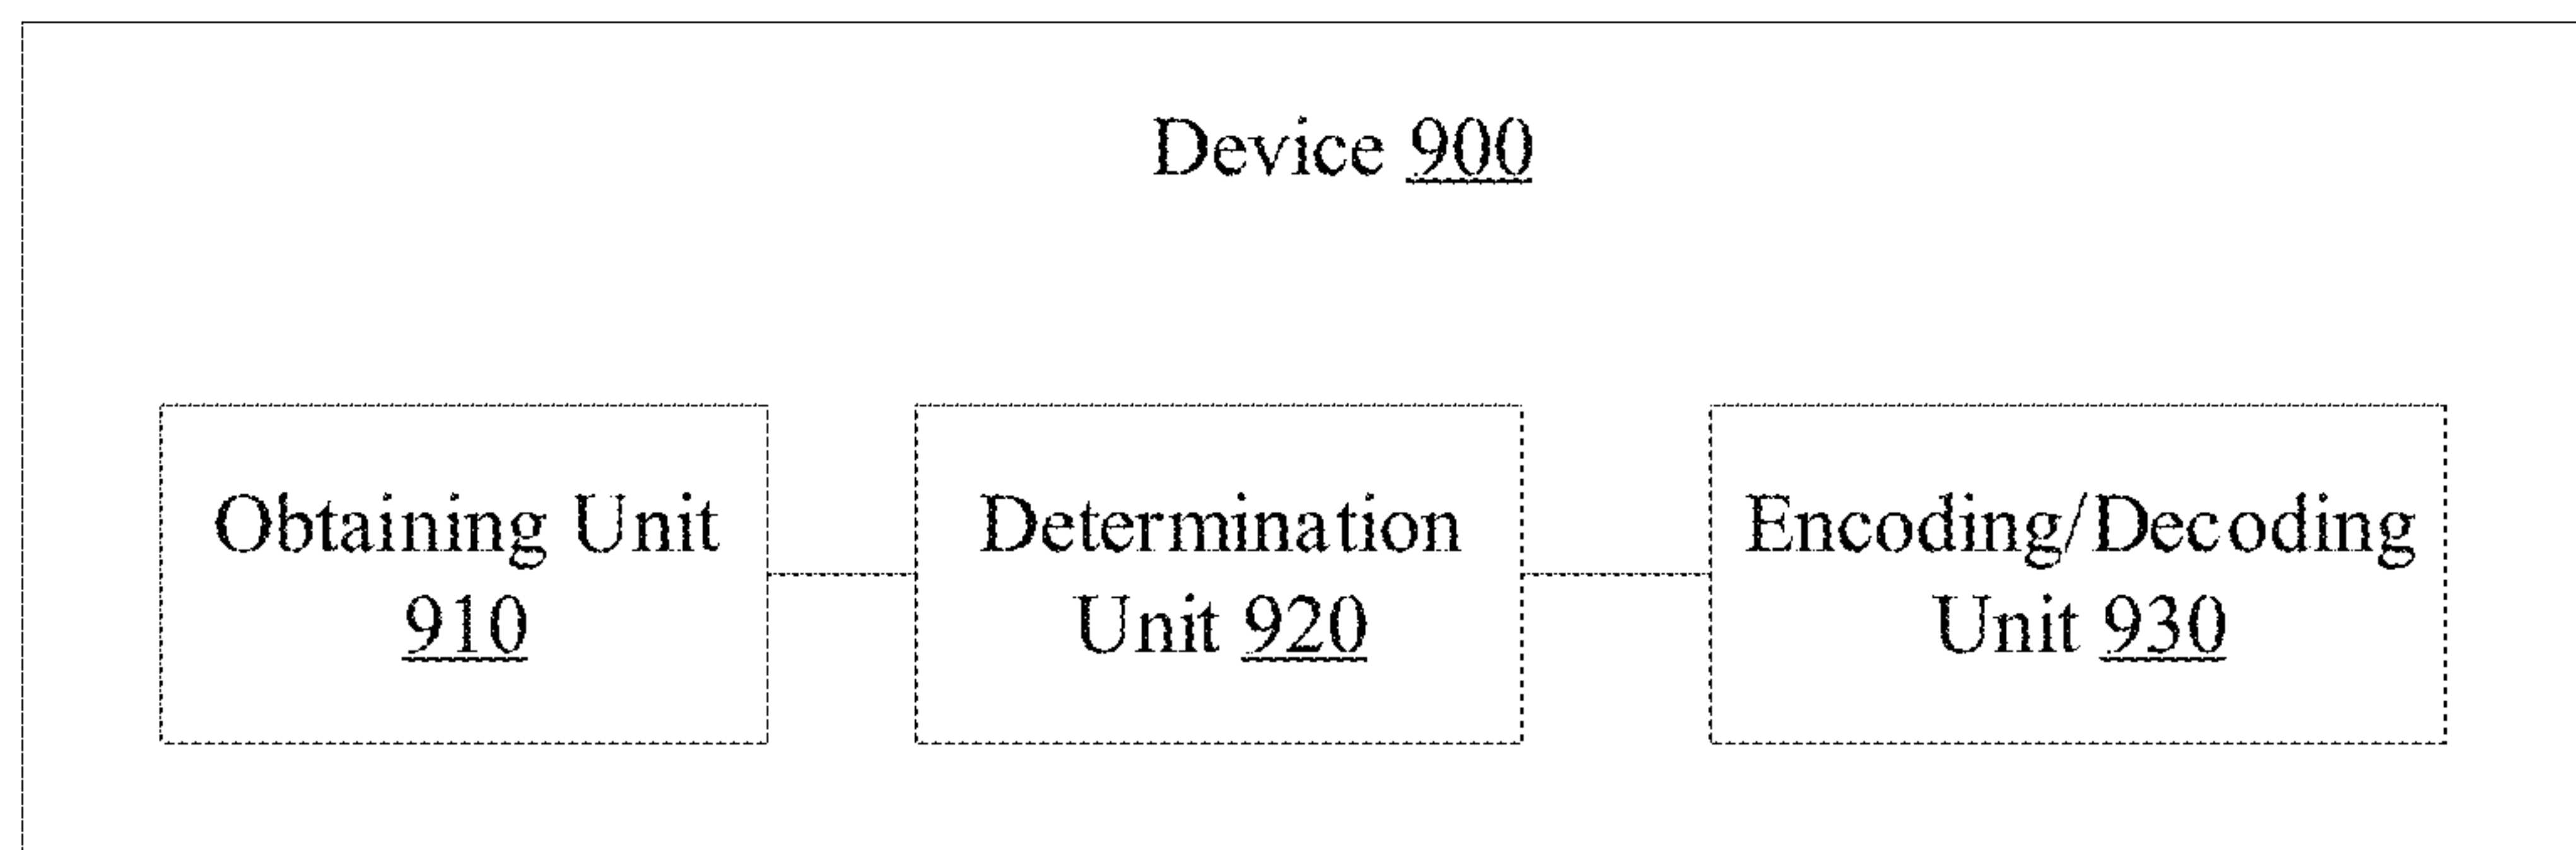 Device 900
Obtaining Unit
910
Determination
Unit 920
Encoding/Decoding
Unit 930